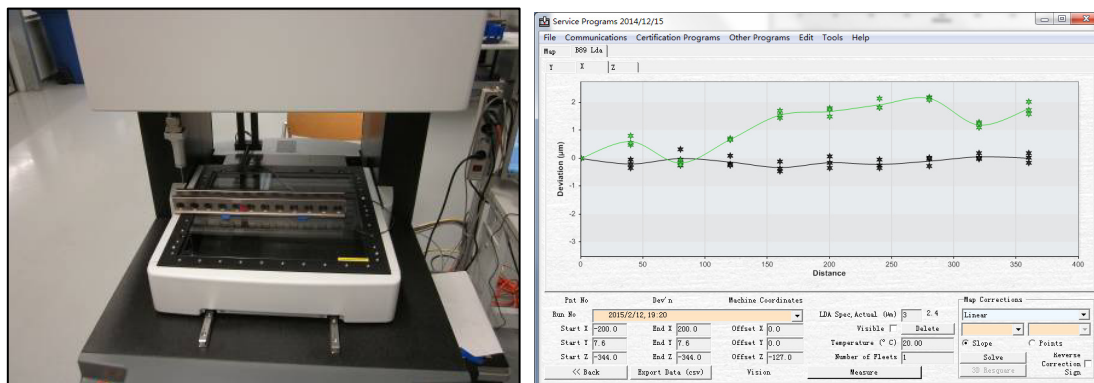 Service Programs 2014/12/15
File Communications Certification Programs Other Programs Edit Tools Help
Map B89 Lda
Y X Z
Deviation (µm)
2
1
0
-1
-2
-3
0 50 100 150 200 250 300 350 400
Distance
Pnt No Dev'n Machine Coordinates
Run No 2015/2/12,19:20
Start X -200.0 End X 200.0 Offset X 0.0
Start Y 7.6 End Y 7.6 Offset Y 0.0
Start Z -344.0 End Z -344.0 Offset Z -127.0
<< Back Export Data (csv) Vision Measure
LDA Spec,Actual (Um) 3 2.4
Visible Delete
Temperature (° C) 20.00
Number of Fleets 1
Map Corrections
Linear
Slope Points
Solve
3D Resquare
Reverse
Correction
Sign